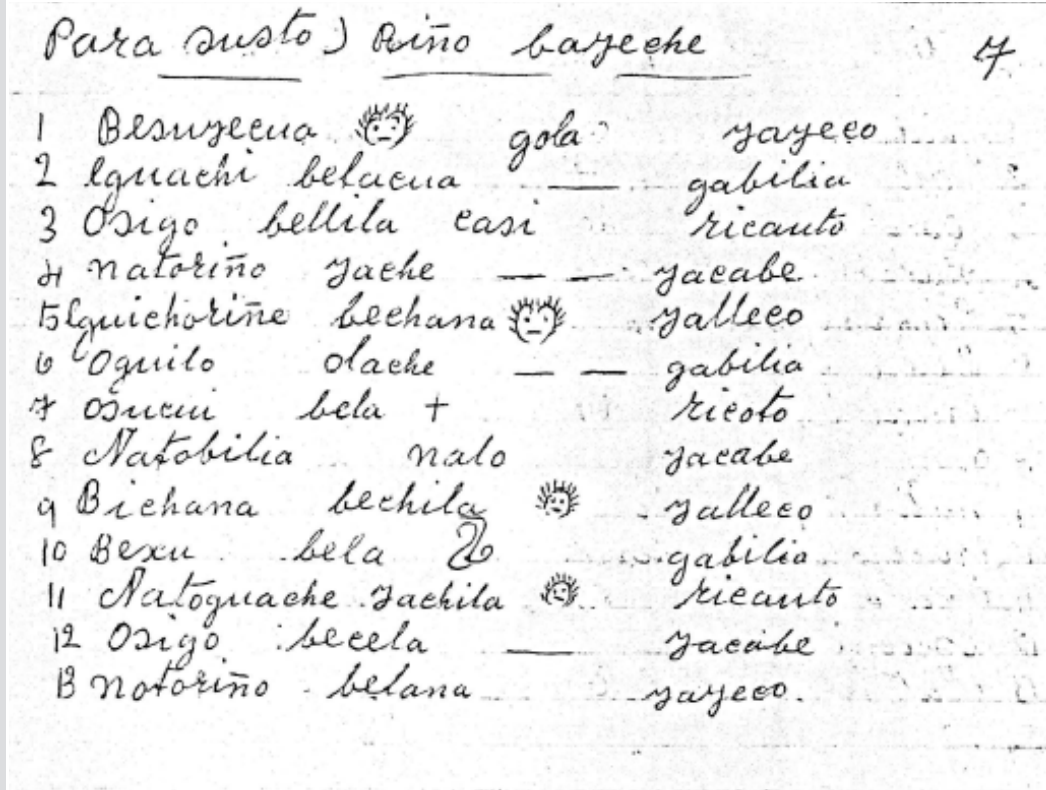 Para susto) Riño bayeche 7
1 Besuyecua gola yayeco
2 Iguachi belacua — gabilia
3 Osigo bellila casi ricanto
4 Natoriño yache — — yacabe
5 Iguichoriñe bechana yalleco
6 Oguilo olache — — gabilia
7 Osucui bela + ricoto
8 Natobilia nalo yacabe
9 Bichana bechila yalleco
10 Bexu bela gabilia
11 Natoguache yachila ricanto
12 Osigo becela — yacabe
13 Notoriño belana yayeco.